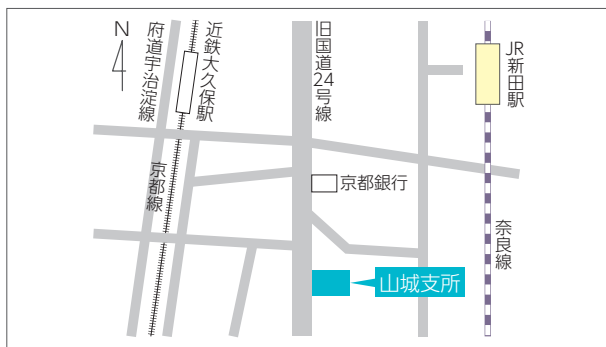 N
府道宇治淀線
近鉄大久保駅
旧国道24号線
JR新田駅
京都線
京都銀行
奈良線
山城支所